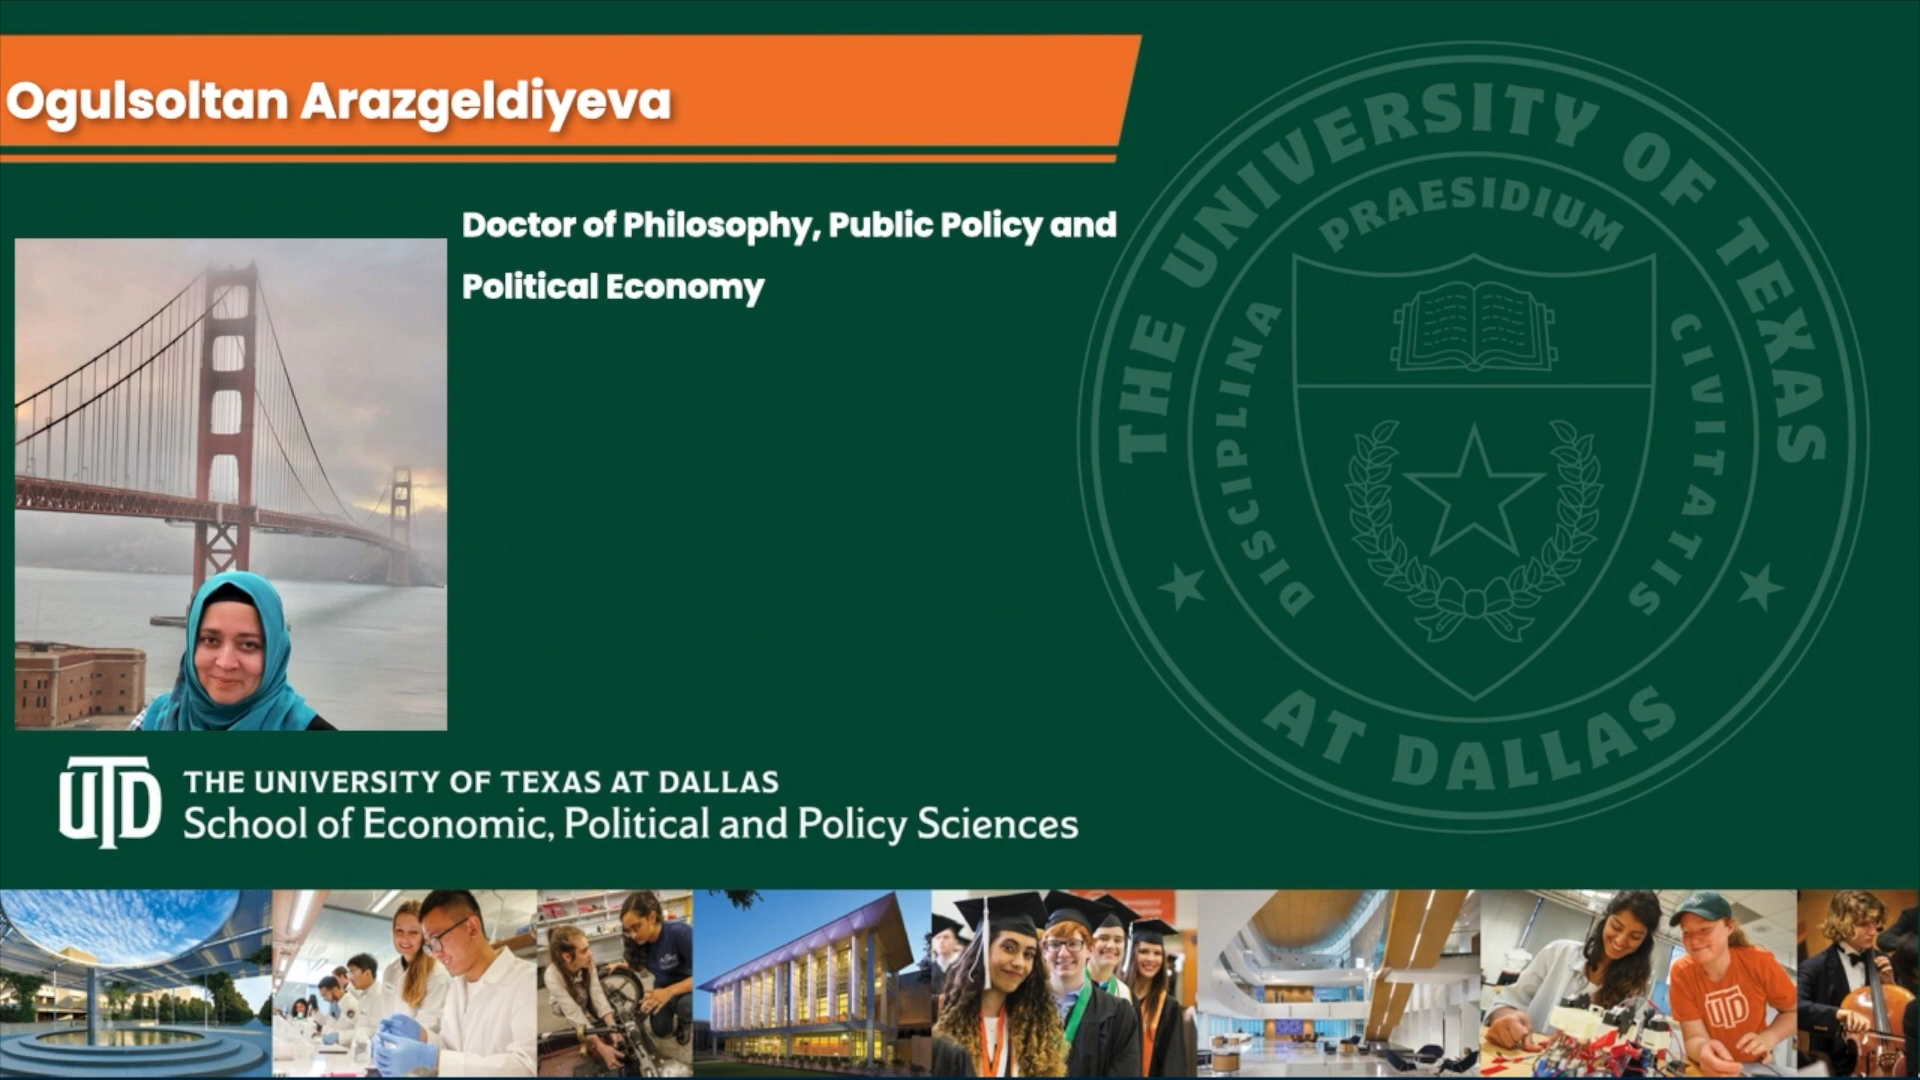 Ogulsoltan Arazgeldiyeva
Doctor of Philosophy, Public Policy and
Political Economy
THE UNIVERSITY OF TEXAS
AT DALLAS
PRAESIDIUM
CIVITATIS
DISCIPLINA
UTD
THE UNIVERSITY OF TEXAS AT DALLAS
School of Economic, Political and Policy Sciences
UTD